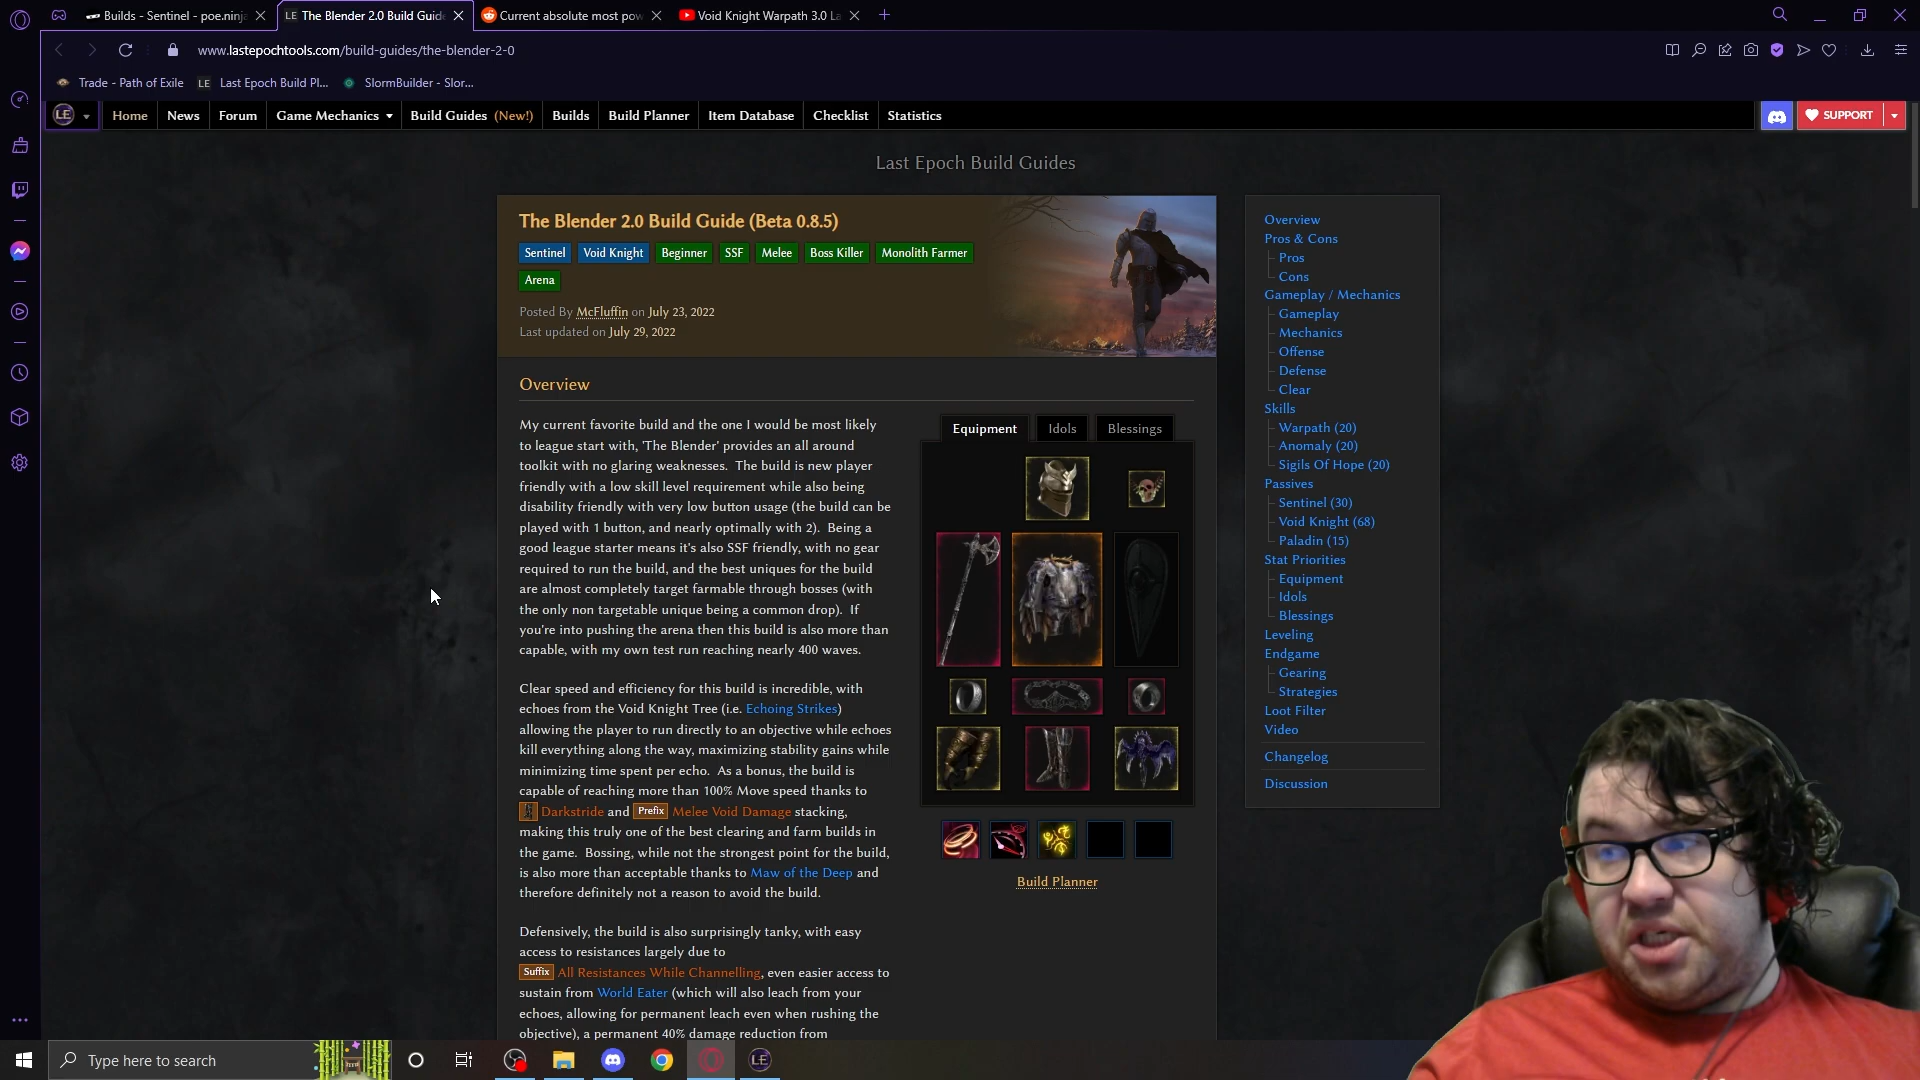 Builds - Sentinel - poe.ninja
The Blender 2.0 Build Guide
Current absolute most pow
Void Knight Warpath 3.0 La
www.lastepochtools.com/build-guides/the-blender-2-0
Trade - Path of Exile
LE
Last Epoch Build Pl...
SlormBuilder - Slor...
LE
Home
News
Forum
Game Mechanics
Build Guides (New!)
Builds
Build Planner
Item Database
Checklist
Statistics
SUPPORT
Last Epoch Build Guides
The Blender 2.0 Build Guide (Beta 0.8.5)
Sentinel Void Knight Beginner SSF Melee Boss Killer Monolith Farmer
Arena
Posted By McFluffin on July 23, 2022
Last updated on July 29, 2022
Overview
My current favorite build and the one I would be most likely
to league start with, 'The Blender' provides an all around
toolkit with no glaring weaknesses. The build is new player
friendly with a low skill level requirement while also being
disability friendly with very low button usage (the build can be
played with 1 button, and nearly optimally with 2). Being a
good league starter means it's also SSF friendly, with no gear
required to run the build, and the best uniques for the build
are almost completely target farmable through bosses (with
the only non targetable unique being a common drop). If
you're into pushing the arena then this build is also more than
capable, with my own test run reaching nearly 400 waves.
Clear speed and efficiency for this build is incredible, with
echoes from the Void Knight Tree (i.e. Echoing Strikes)
allowing the player to run directly to an objective while echoes
kill everything along the way, maximizing stability gains while
minimizing time spent per echo. As a bonus, the build is
capable of reaching more than 100% Move speed thanks to
Darkstride and Prefix Melee Void Damage stacking,
making this truly one of the best clearing and farm builds in
the game. Bossing, while not the strongest point for the build,
is also more than acceptable thanks to Maw of the Deep and
therefore definitely not a reason to avoid the build.
Defensively, the build is also surprisingly tanky, with easy
access to resistances largely due to
Suffix All Resistances While Channelling, even easier access to
sustain from World Eater (which will also leach from your
echoes, allowing for permanent leach even when rushing the
objective), a permanent 40% damage reduction from
Equipment
Idols
Blessings
Build Planner
Overview
Pros & Cons
Pros
Cons
Gameplay / Mechanics
Gameplay
Mechanics
Offense
Defense
Clear
Skills
Warpath (20)
Anomaly (20)
Sigils Of Hope (20)
Passives
Sentinel (30)
Void Knight (68)
Paladin (15)
Stat Priorities
Equipment
Idols
Blessings
Leveling
Endgame
Gearing
Strategies
Loot Filter
Video
Changelog
Discussion
Type here to search
LE